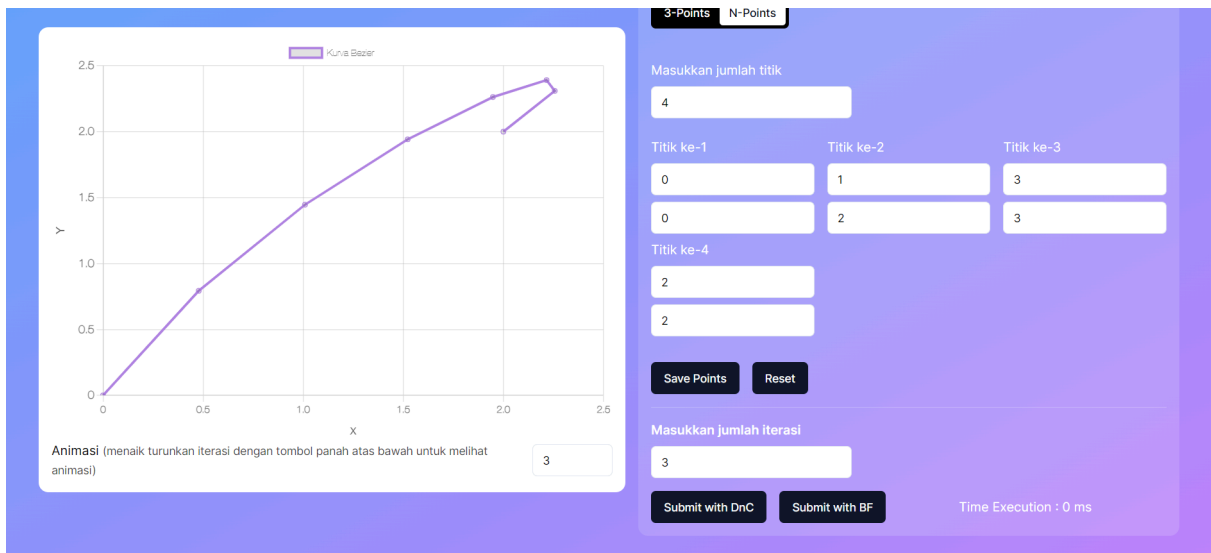 Kurva Bezier
2.5
2.0
1.5
1.0
0.5
0
0 0.5 1.0 1.5 2.0 2.5
Y
X
Animasi (menaik turunkan iterasi dengan tombol panah atas bawah untuk melihat
animasi)
3
3-Points N-Points
Masukkan jumlah titik
4
Titik ke-1 Titik ke-2 Titik ke-3
0 1 3
0 2 3
Titik ke-4
2
2
Save Points Reset
Masukkan jumlah iterasi
3
Submit with DnC Submit with BF Time Execution : 0 ms